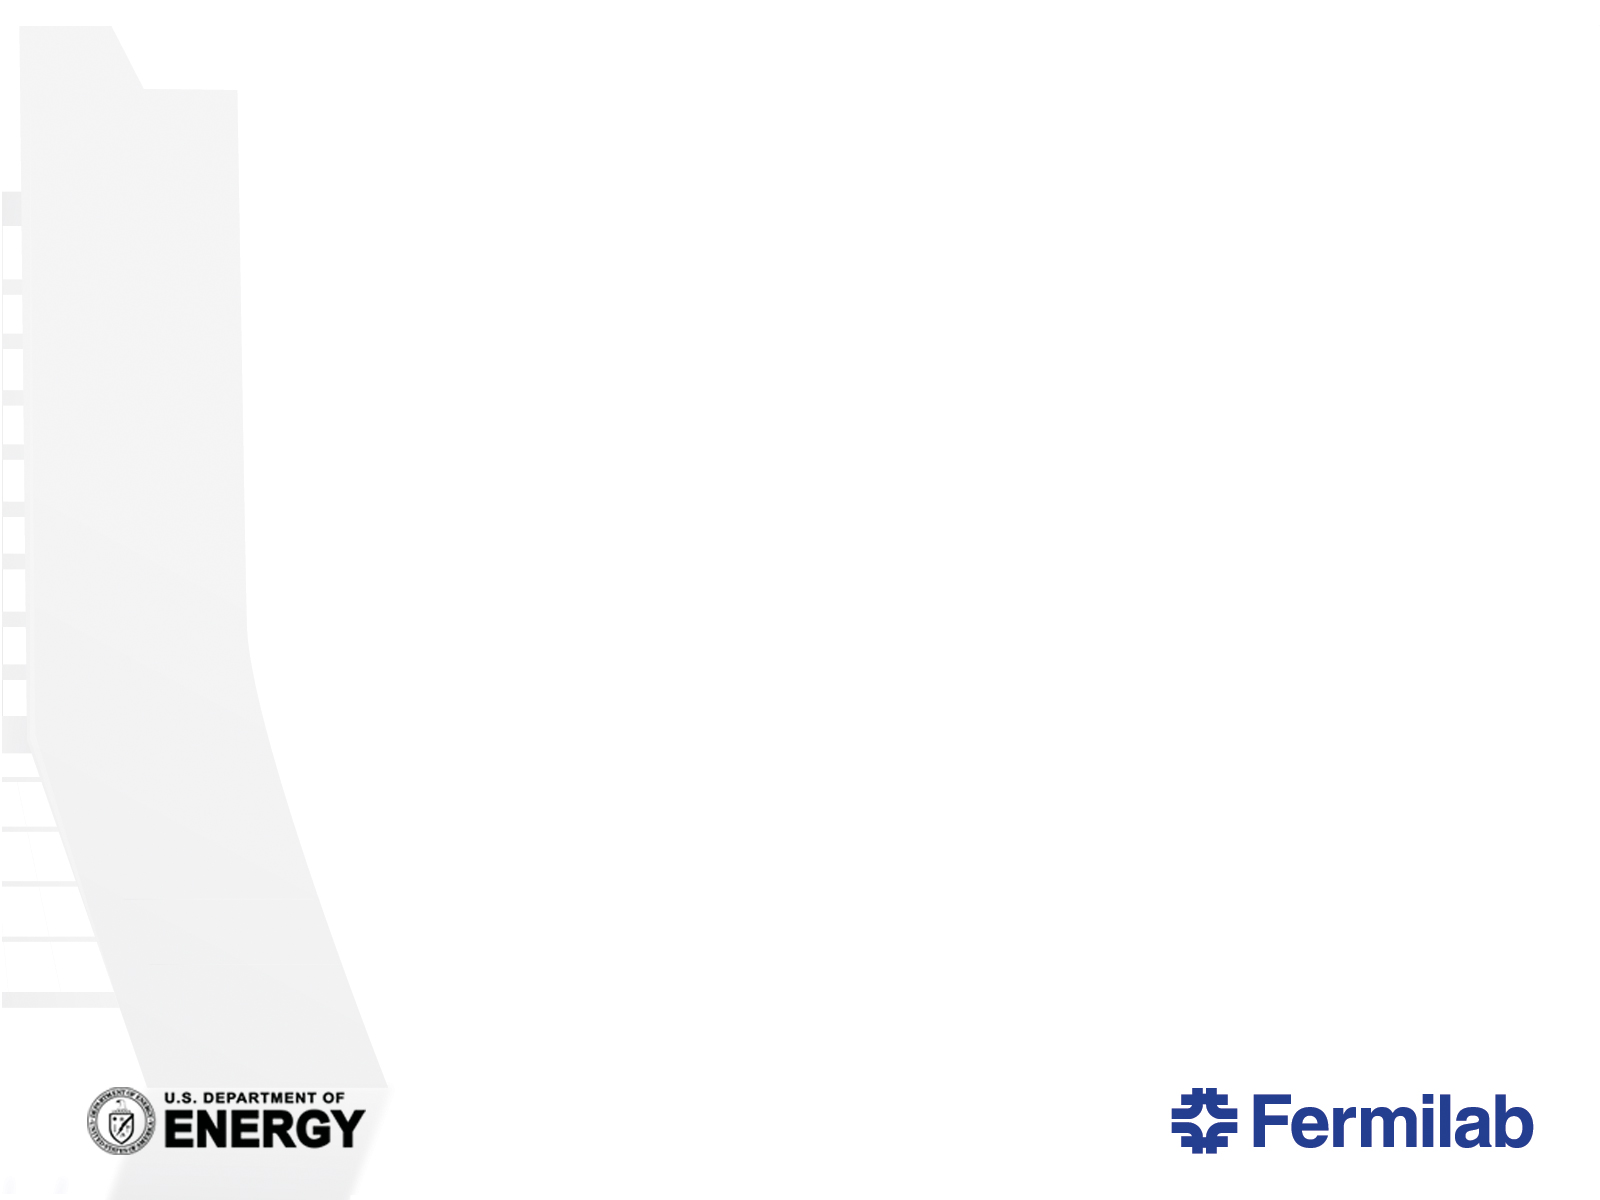 U.S. DEPARTMENT OF
ENERGY
Fermilab